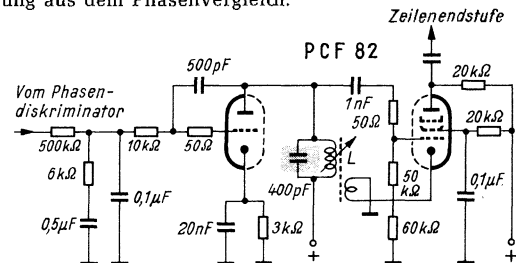 ung aus dem Phasenvergleich.
Zeilenendstufe
PCF 82
500pF
20kΩ
Vom Phasen-
diskriminator
1nF
50Ω
20kΩ
500kΩ
10kΩ
50Ω
L
6kΩ
0,1µF
400pF
50
kΩ
0,1µF
0,5µF
20nF
3kΩ
60kΩ
+
+